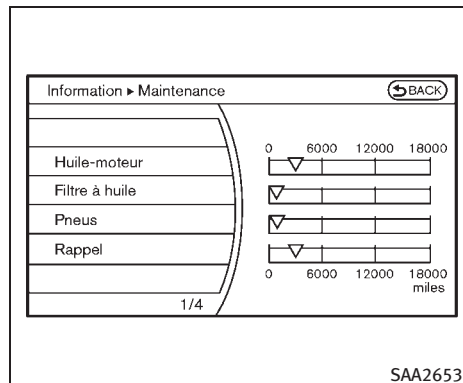 Information ▸ Maintenance
BACK
Huile-moteur
Filtre à huile
Pneus
Rappel
1/4
0 6000 12000 18000
0 6000 12000 18000
miles
SAA2653